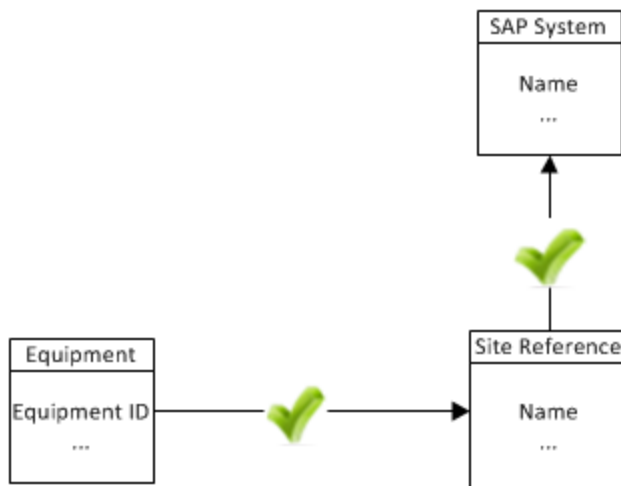 SAP System
Name
...
Equipment
Equipment ID
...
Site Reference
Name
...